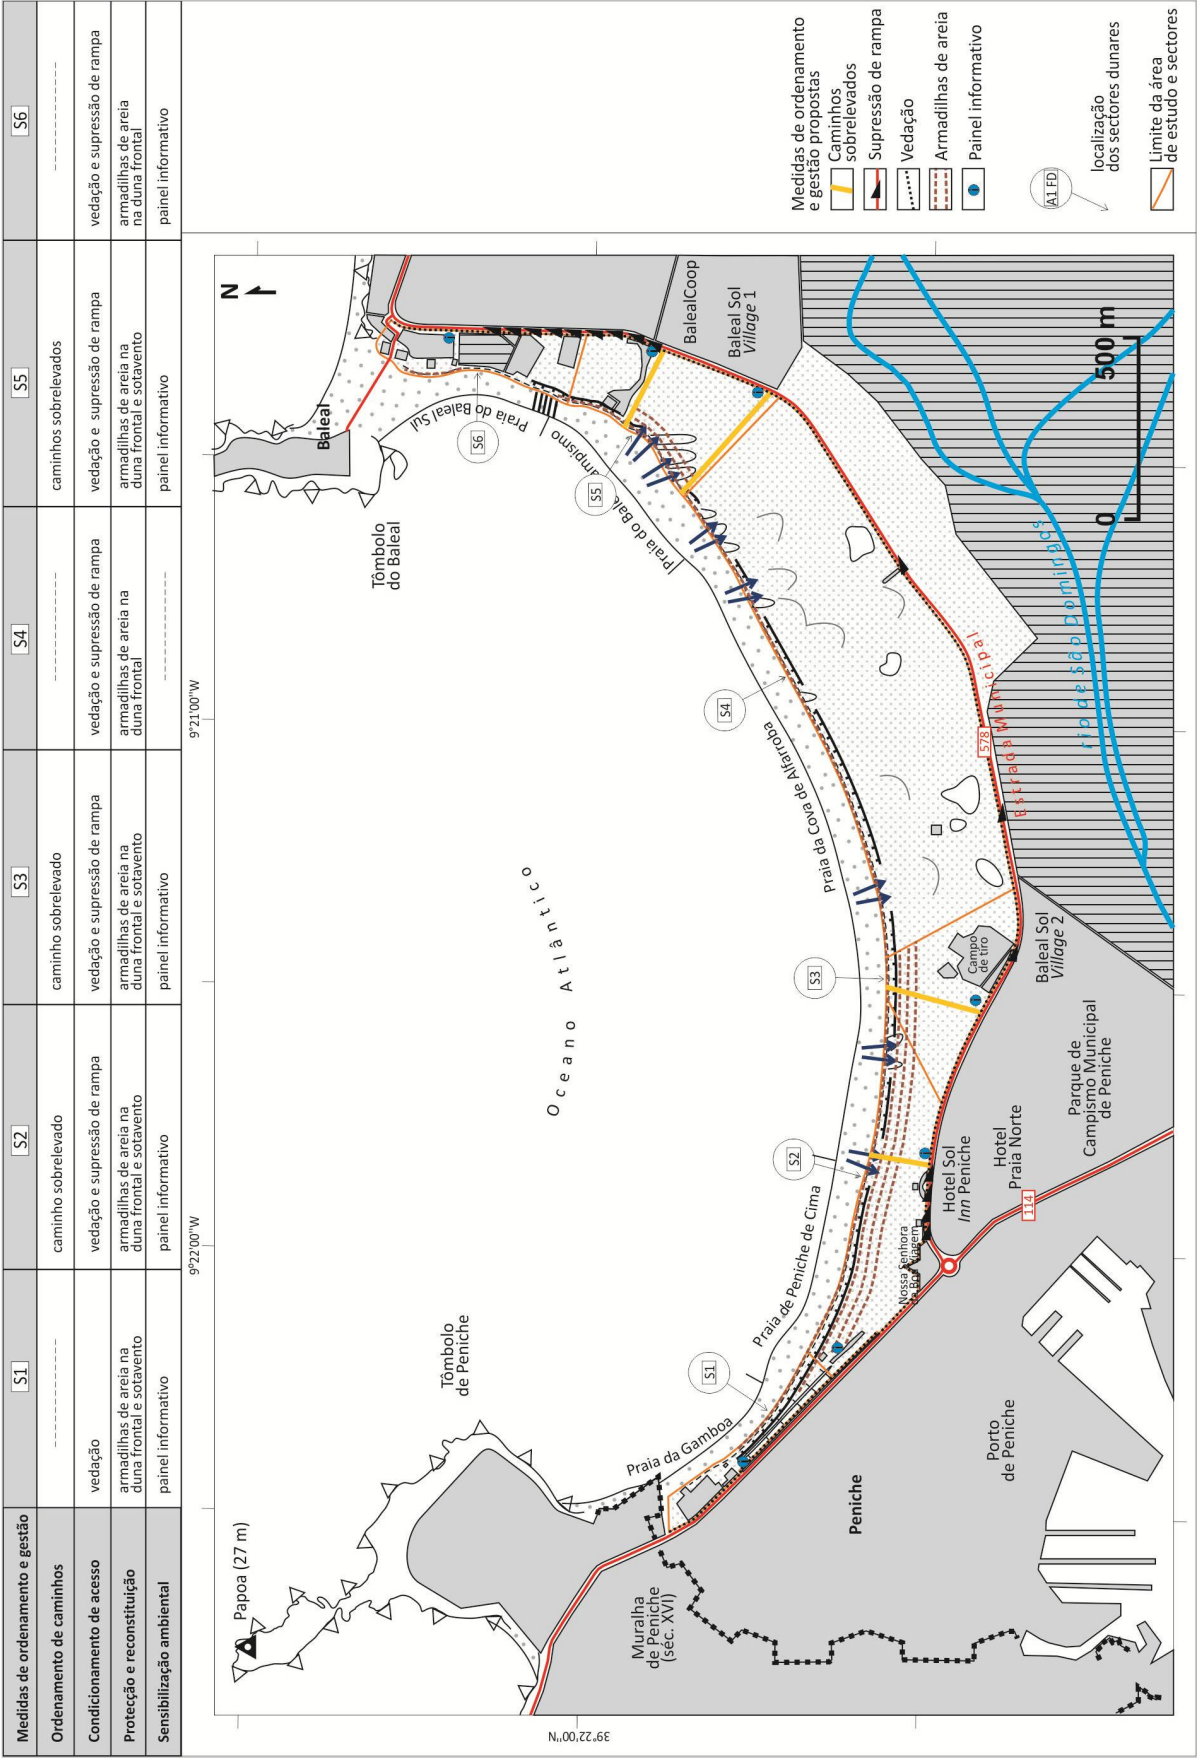 Medidas de ordenamento e gestão
S1
S2
S3
S4
S5
S6
Ordenamento de caminhos
----------
caminho sobrelevado
caminho sobrelevado
----------
caminhos sobrelevados
----------
Condicionamento de acesso
vedação
vedação e supressão de rampa
vedação e supressão de rampa
vedação e supressão de rampa
vedação e supressão de rampa
vedação e supressão de rampa
Protecção e reconstituição
armadilhas de areia na
duna frontal e sotavento
armadilhas de areia na
duna frontal e sotavento
armadilhas de areia na
duna frontal e sotavento
armadilhas de areia na
duna frontal
armadilhas de areia na
duna frontal e sotavento
armadilhas de areia
na duna frontal
Sensibilização ambiental
painel informativo
painel informativo
painel informativo
----------
painel informativo
painel informativo
9°22'00''W
9°21'00''W
39°22'00''N
N
Papoa (27 m)
Tômbolo
de Peniche
Tômbolo
do Baleal
Baleal
Oceano Atlântico
Praia da Gamboa
Praia de Peniche de Cima
Praia da Cova de Alfarroba
Praia do Baleal Sul
S1
S2
S3
S4
S5
S6
Muralha
de Peniche
(séc. XVI)
Peniche
Porto
de Peniche
Nossa Senhora
da Boa Viagem
Hotel Sol
Inn Peniche
Hotel
Praia Norte
114
Parque de
Campismo Municipal
de Peniche
Campo
de tiro
Baleal Sol
Village 2
578
Estrada Municipal
rio de São Domingos
BalealCoop
Baleal Sol
Village 1
0
500 m
Medidas de ordenamento
e gestão propostas
Caminhos
sobrelevados
Supressão de rampa
Vedação
Armadilhas de areia
Painel informativo
A1 FD
localização
dos sectores dunares
Limite da área
de estudo e sectores